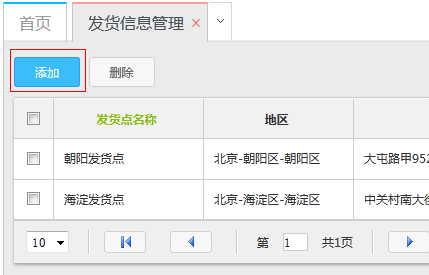 首页 发货信息管理 ×
添加 删除
发货点名称 地区
朝阳发货点 北京-朝阳区-朝阳区 大屯路甲952
海淀发货点 北京-海淀区-海淀区 中关村南大街
10 第 1 共1页